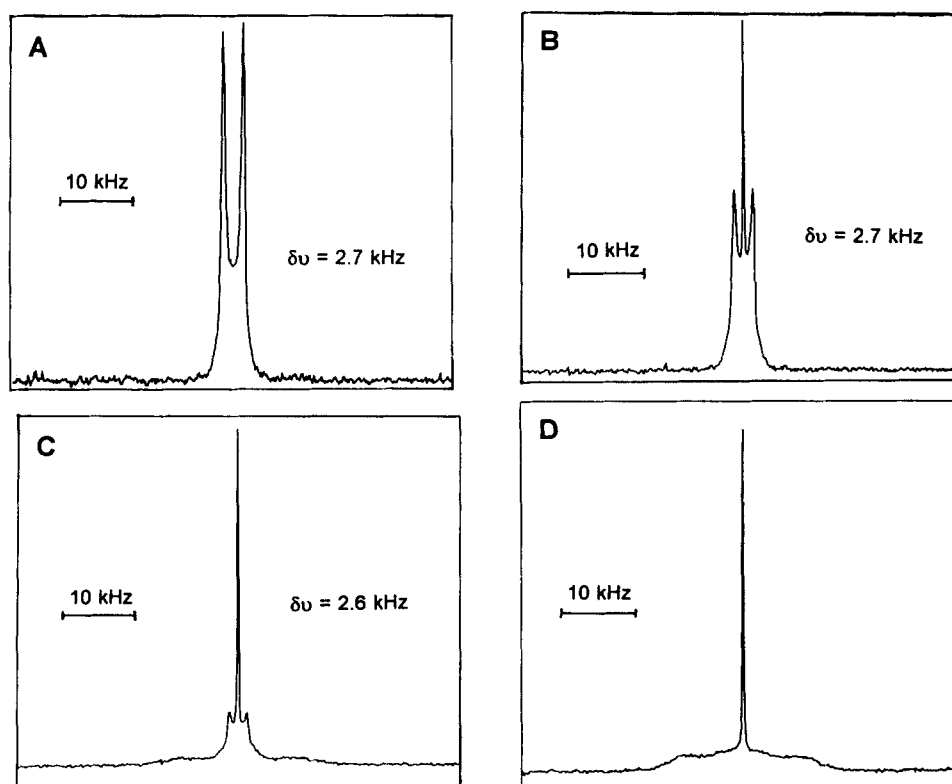 A
10 kHz
δυ = 2.7 kHz
B
10 kHz
δυ = 2.7 kHz
C
10 kHz
δυ = 2.6 kHz
D
10 kHz